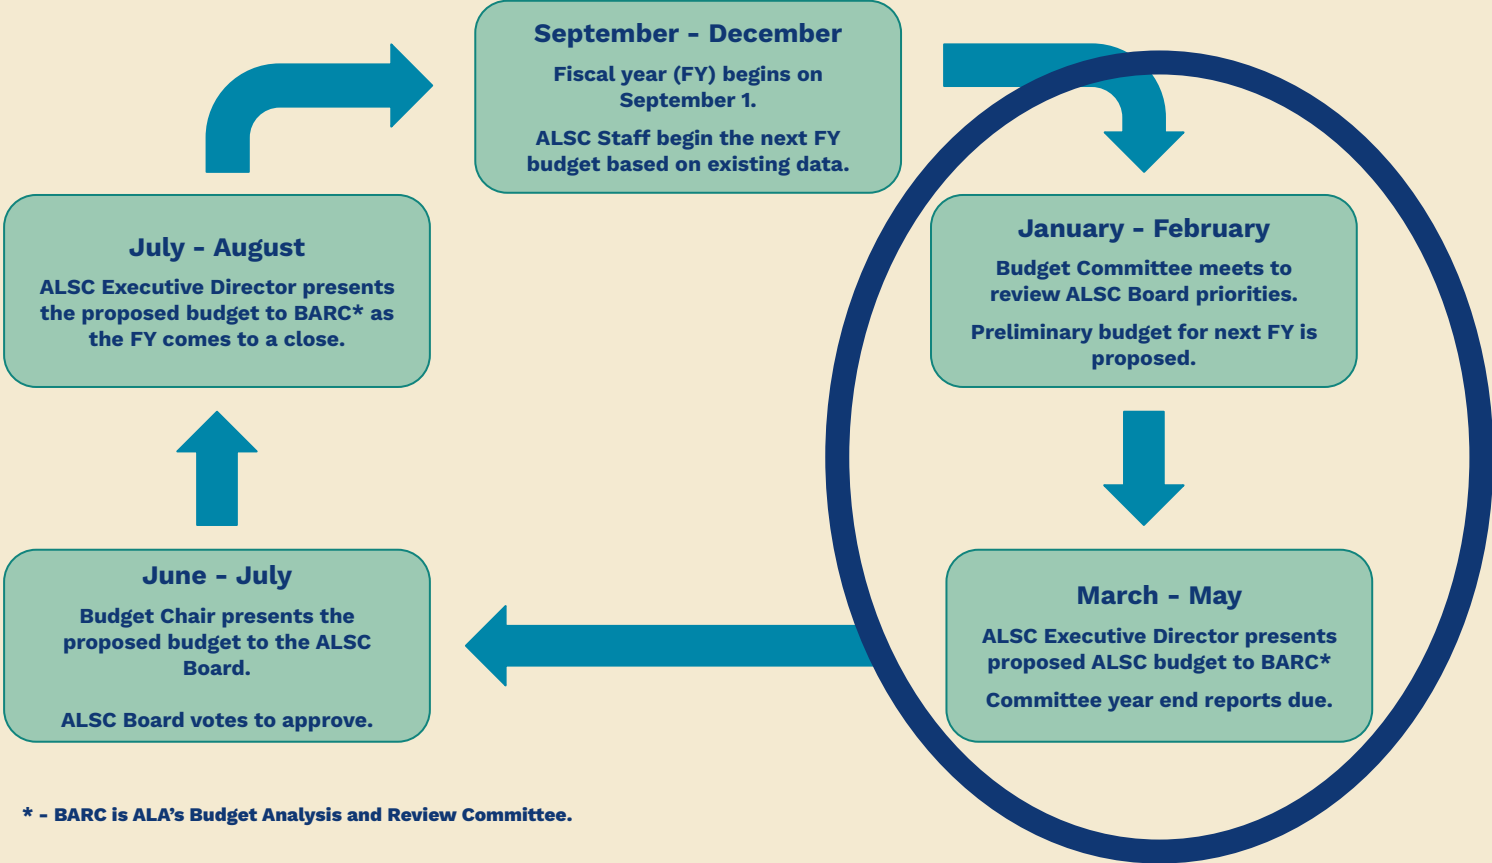 September - December
Fiscal year (FY) begins on
September 1.
ALSC Staff begin the next FY
budget based on existing data.
January - February
Budget Committee meets to
review ALSC Board priorities.
Preliminary budget for next FY is
proposed.
March - May
ALSC Executive Director presents
proposed ALSC budget to BARC*
Committee year end reports due.
June - July
Budget Chair presents the
proposed budget to the ALSC
Board.
ALSC Board votes to approve.
July - August
ALSC Executive Director presents
the proposed budget to BARC* as
the FY comes to a close.
* - BARC is ALA’s Budget Analysis and Review Committee.